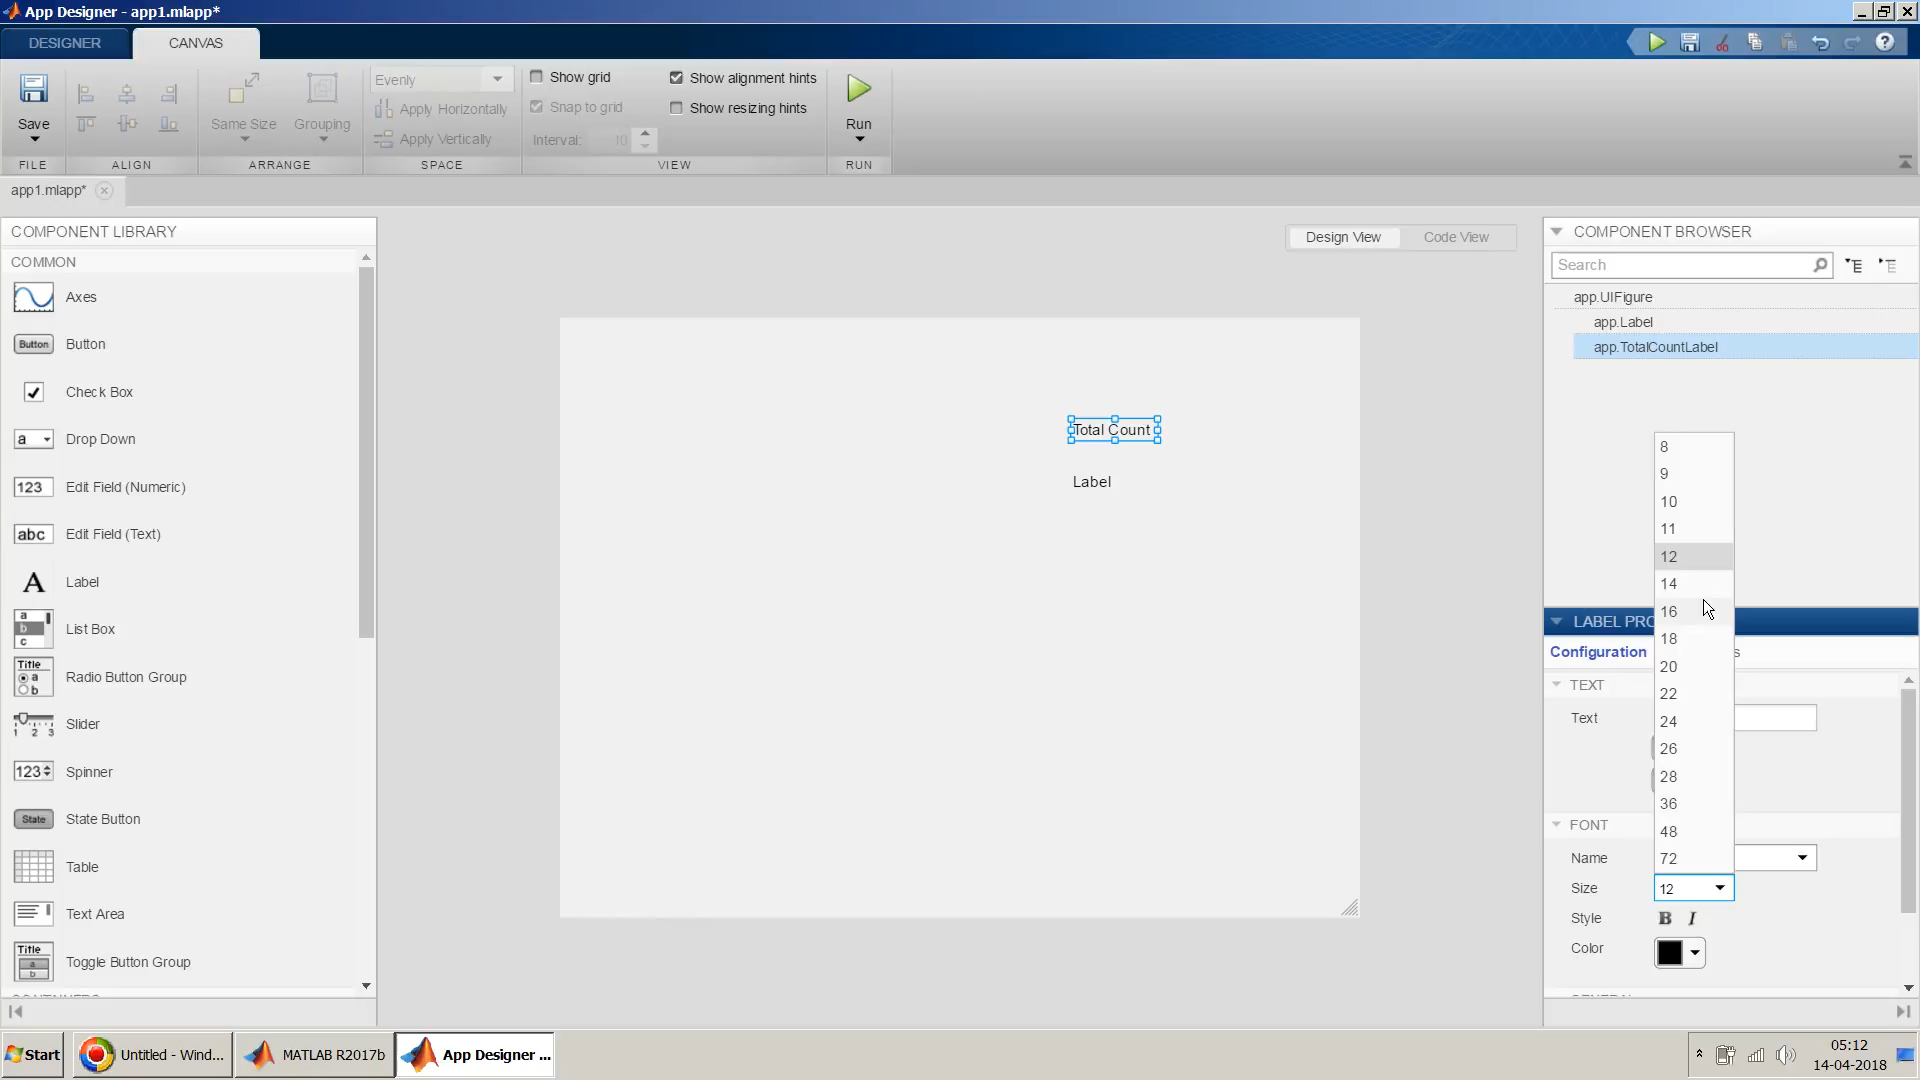 App Designer - app1.mlapp*
DESIGNER
CANVAS
Save
Same Size
Grouping
Evenly
Apply Horizontally
Apply Vertically
Show grid
Snap to grid
Interval: 10
Show alignment hints
Show resizing hints
Run
FILE
ALIGN
ARRANGE
SPACE
VIEW
RUN
app1.mlapp*
COMPONENT LIBRARY
COMMON
Axes
Button Button
Check Box
a Drop Down
123 Edit Field (Numeric)
abc Edit Field (Text)
A Label
a
b
c
List Box
Title
a
b
Radio Button Group
1 2 3
Slider
123 Spinner
State State Button
Table
Text Area
Title
a
b
Toggle Button Group
CONTAINERS
Design View
Code View
Total Count
Label
COMPONENT BROWSER
Search
app.UIFigure
app.Label
app.TotalCountLabel
8
9
10
11
12
14
16
18
20
22
24
26
28
36
48
72
LABEL PRO
Configuration
s
TEXT
Text
FONT
Name
Size 12
Style B I
Color
Start
Untitled - Wind...
MATLAB R2017b
App Designer ...
05:12
14-04-2018